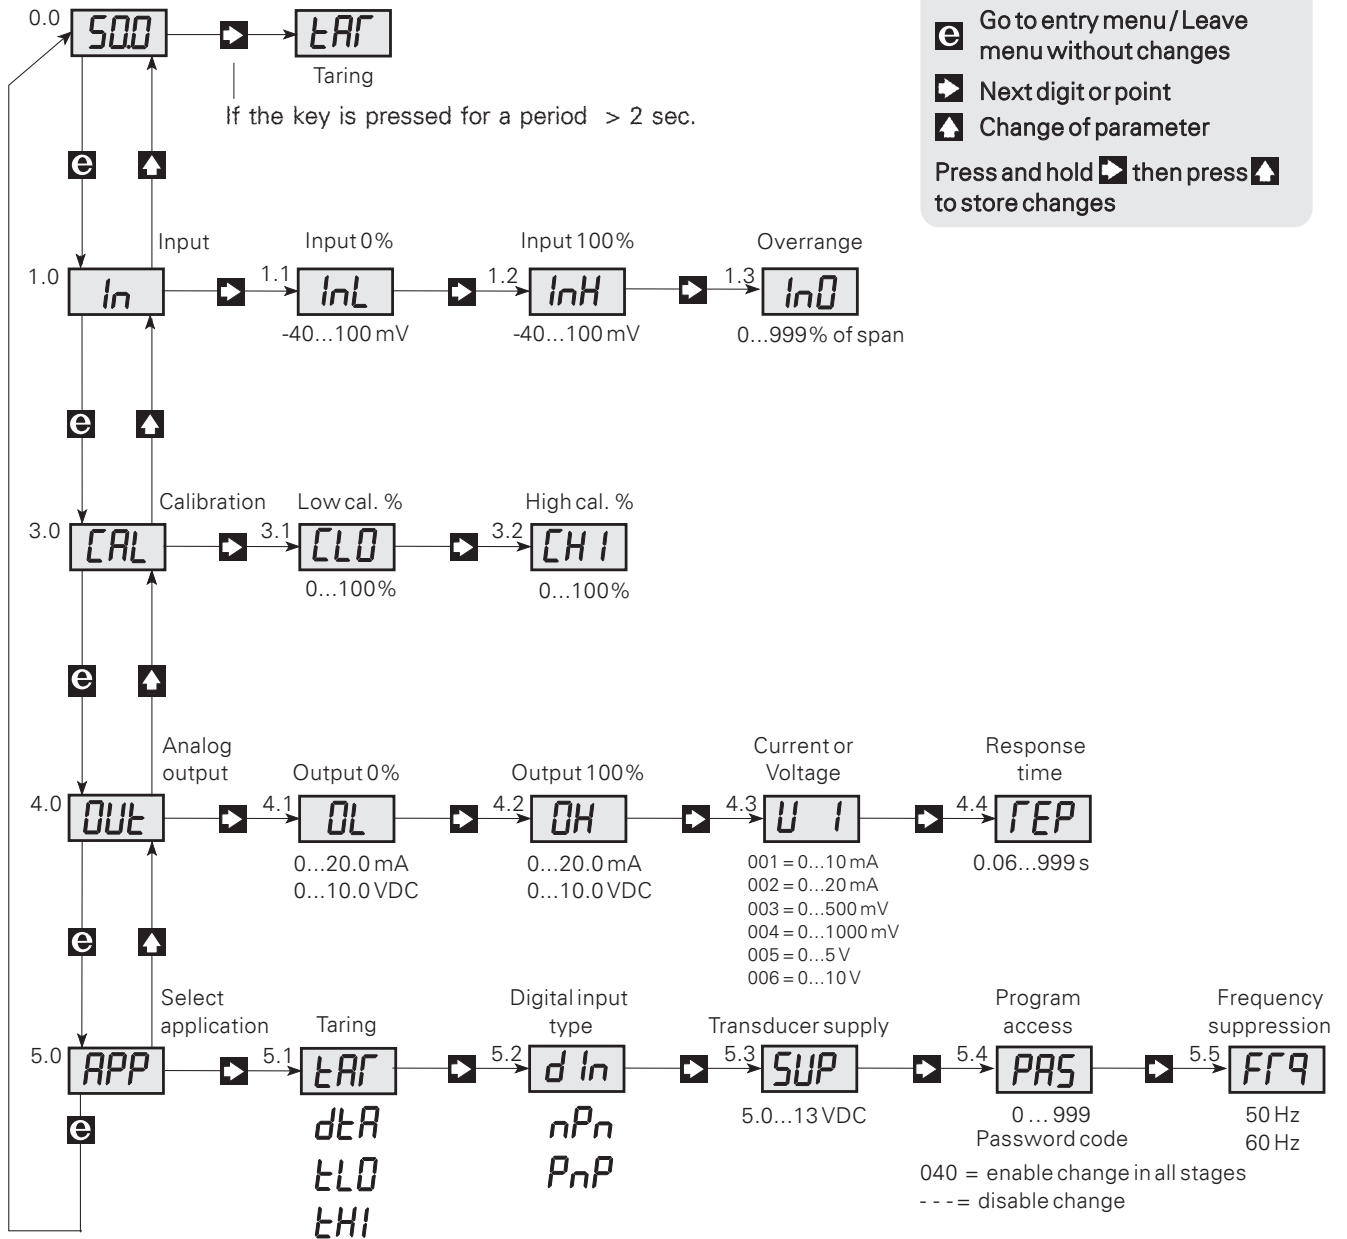 0.0
50.0
tAr
Taring
If the key is pressed for a period > 2 sec.
e Go to entry menu / Leave
menu without changes
Next digit or point
Change of parameter
Press and hold then press
to store changes
e
Input
Input 0%
Input 100%
Overrange
1.0
In
1.1
InL
1.2
InH
1.3
InO
-40...100 mV
-40...100 mV
0...999% of span
e
Calibration
Low cal. %
High cal. %
3.0
CAL
3.1
CLO
3.2
CHI
0...100%
0...100%
e
Analog
output
Output 0%
Output 100%
Current or
Voltage
Response
time
4.0
OUt
4.1
OL
4.2
OH
4.3
U I
4.4
rEP
0...20.0 mA
0...10.0 VDC
0...20.0 mA
0...10.0 VDC
001 = 0...10 mA
002 = 0...20 mA
003 = 0...500 mV
004 = 0...1000 mV
005 = 0...5 V
006 = 0...10 V
0.06...999 s
e
Select
application
Taring
Digital input
type
Transducer supply
Program
access
Frequency
suppression
5.0
APP
5.1
tAr
5.2
d In
5.3
SUP
5.4
PAS
5.5
Frq
e
dtA
tLO
tHI
nPn
PnP
5.0...13 VDC
0 ... 999
Password code
040 = enable change in all stages
- - - = disable change
50 Hz
60 Hz